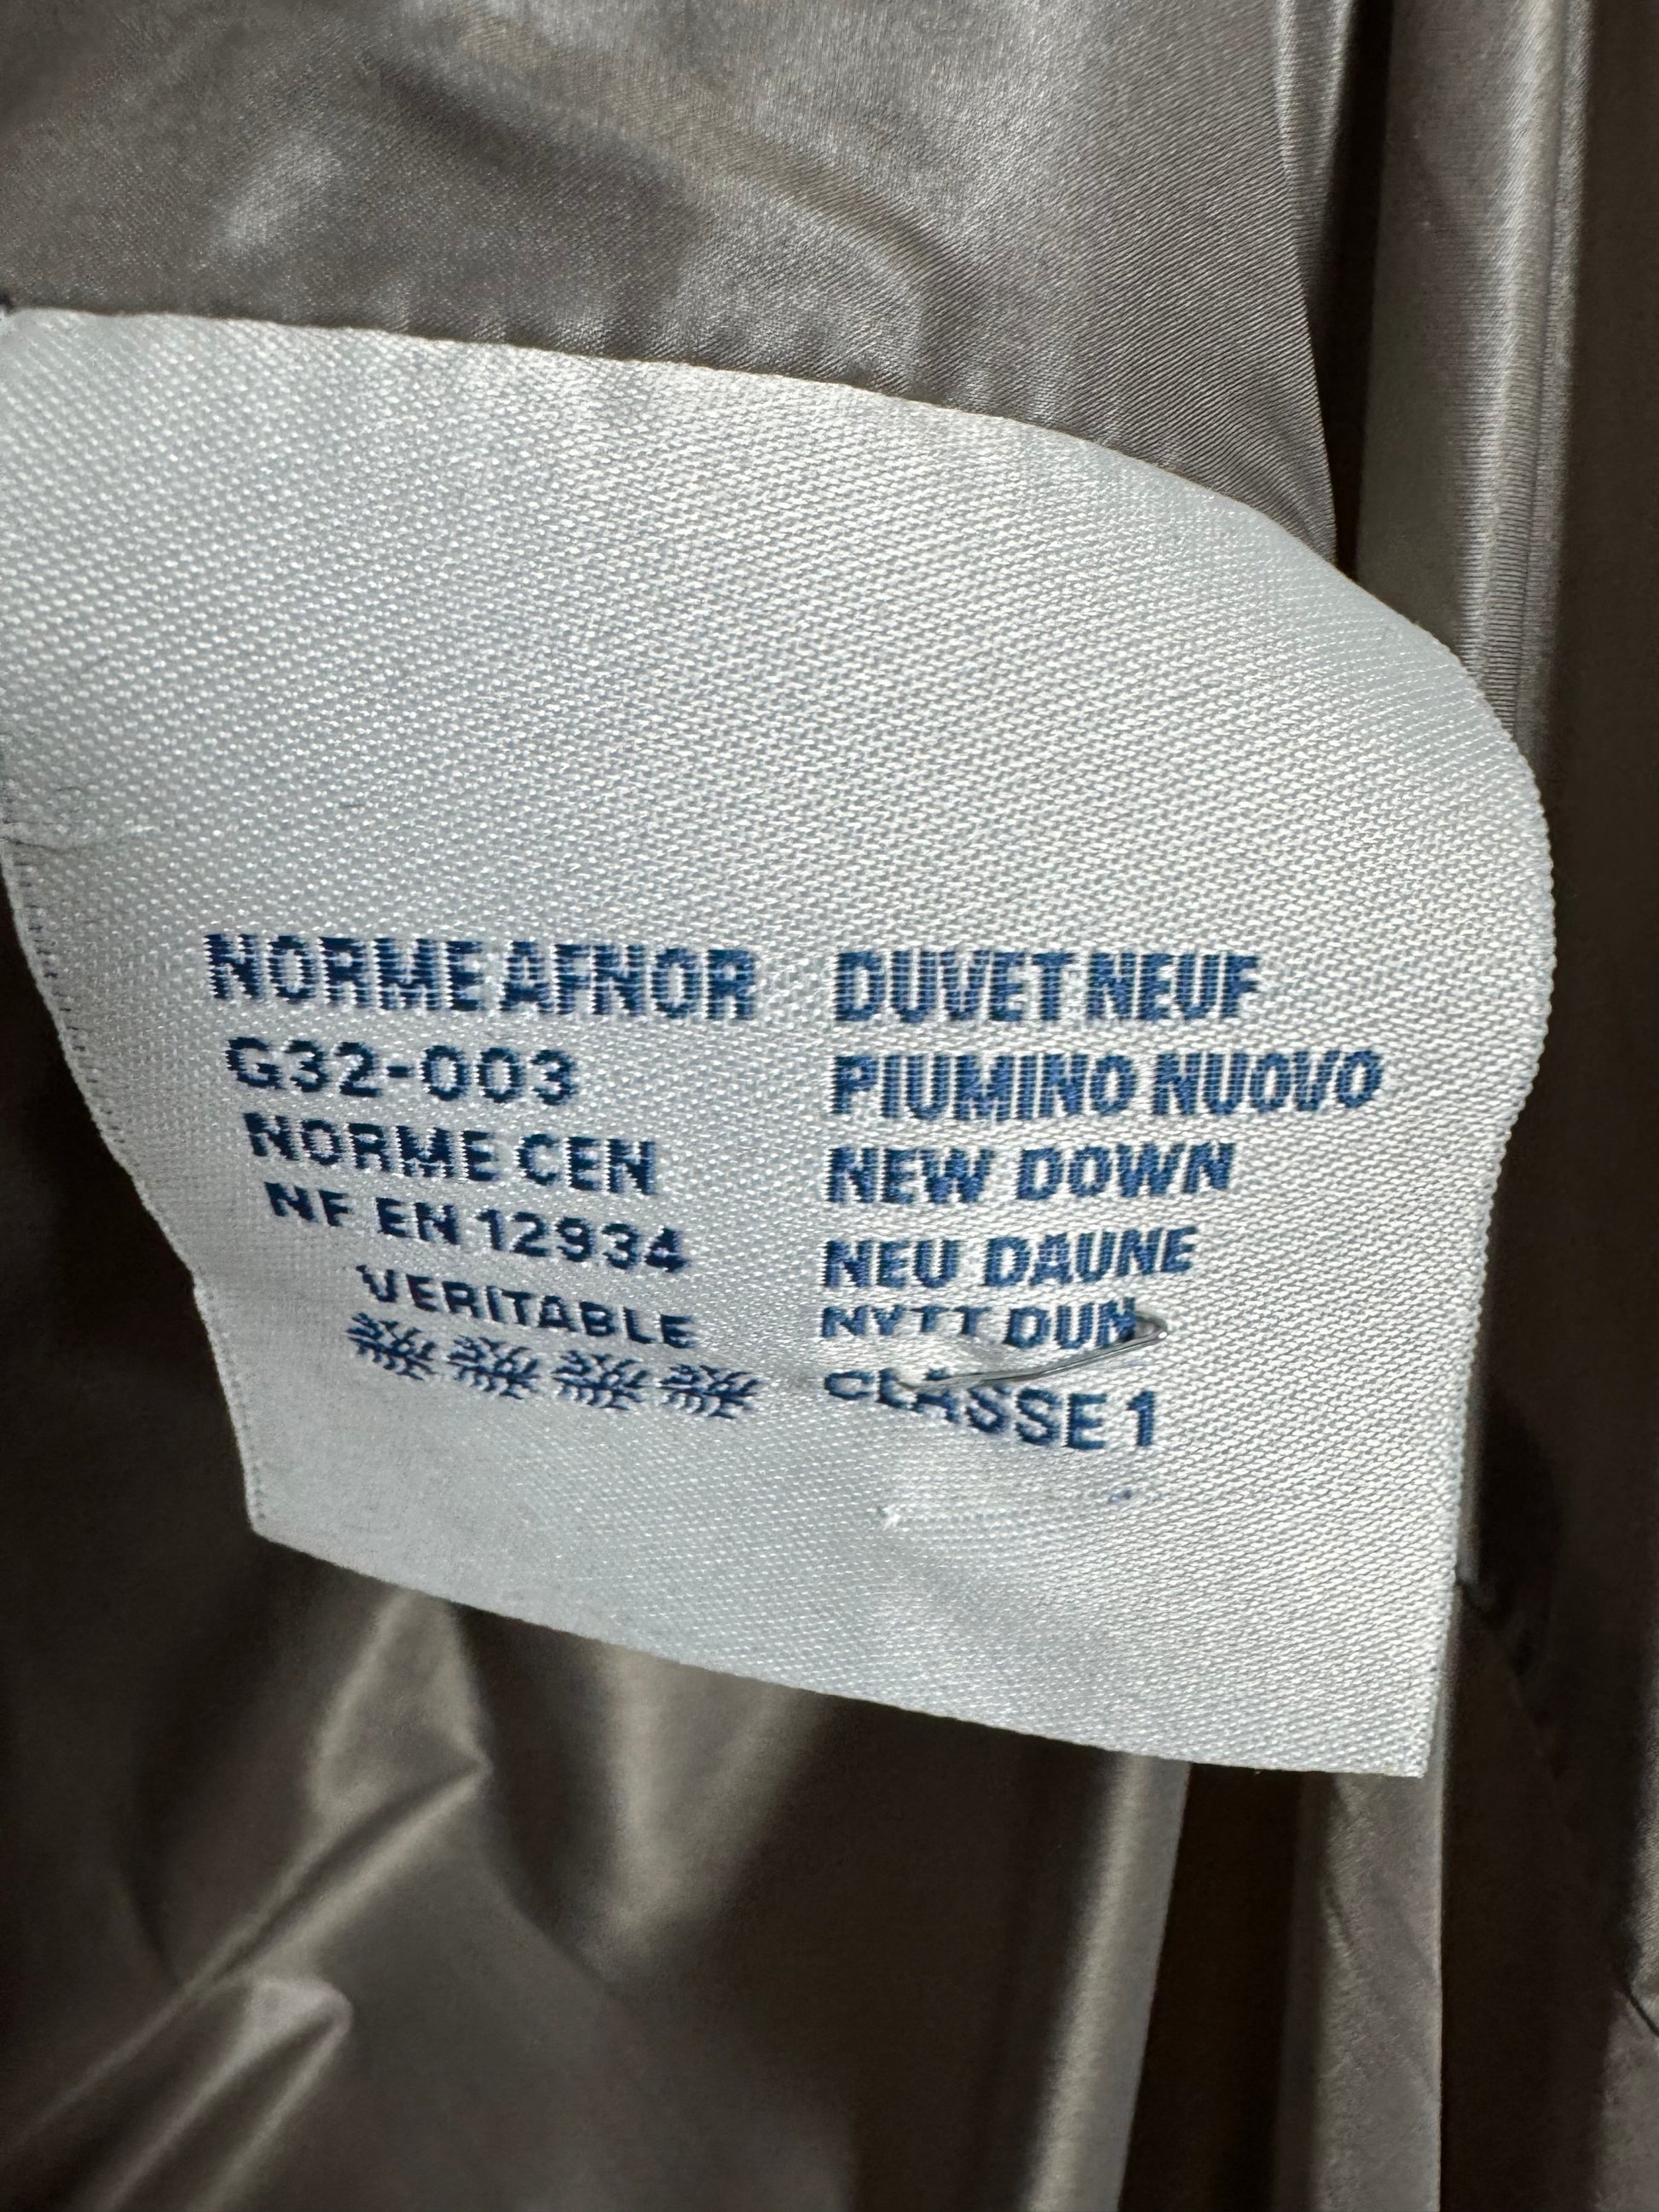 NORME AFNOR
G32-003
NORME CEN
NF EN 12934
VERITABLE
DUVET NEUF
PIUMINO NUOVO
NEW DOWN
NEU DAUNE
NYTT DUN
CLASSE 1